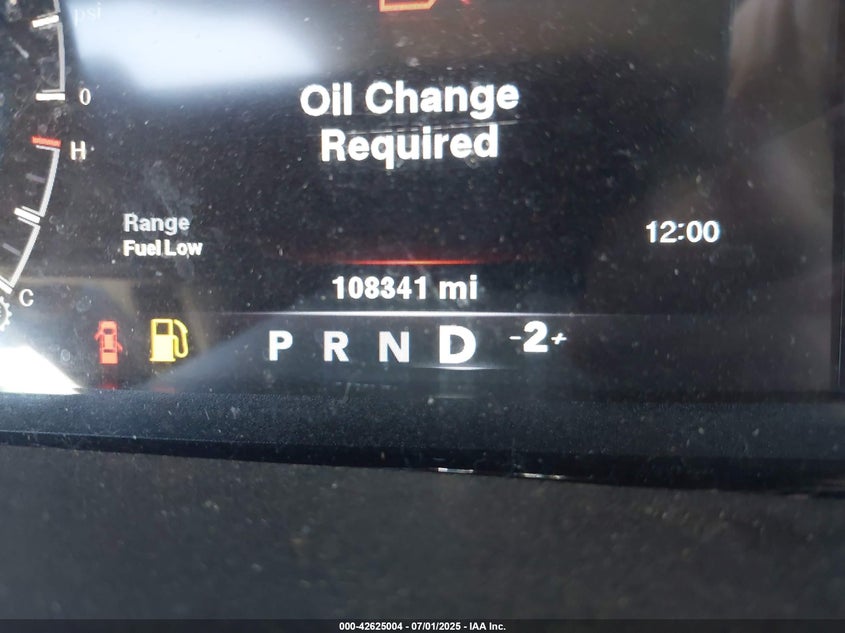 psi
0
H
Oil Change
Required
Range
Fuel Low
12:00
C
108341 mi
P R N D -2+
000-42625004 - 07/01/2025 - IAA Inc.